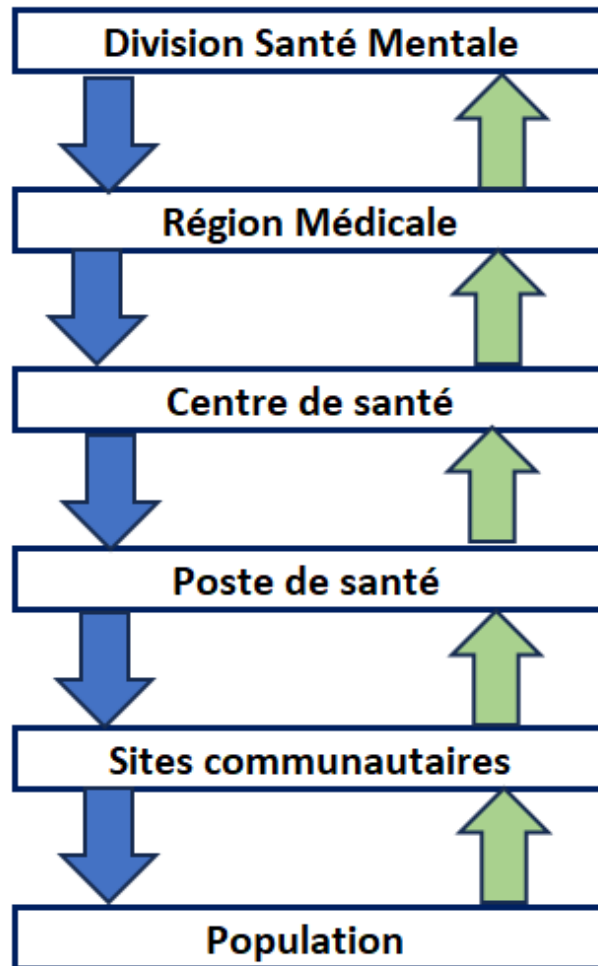 Division Santé Mentale
Région Médicale
Centre de santé
Poste de santé
Sites communautaires
Population